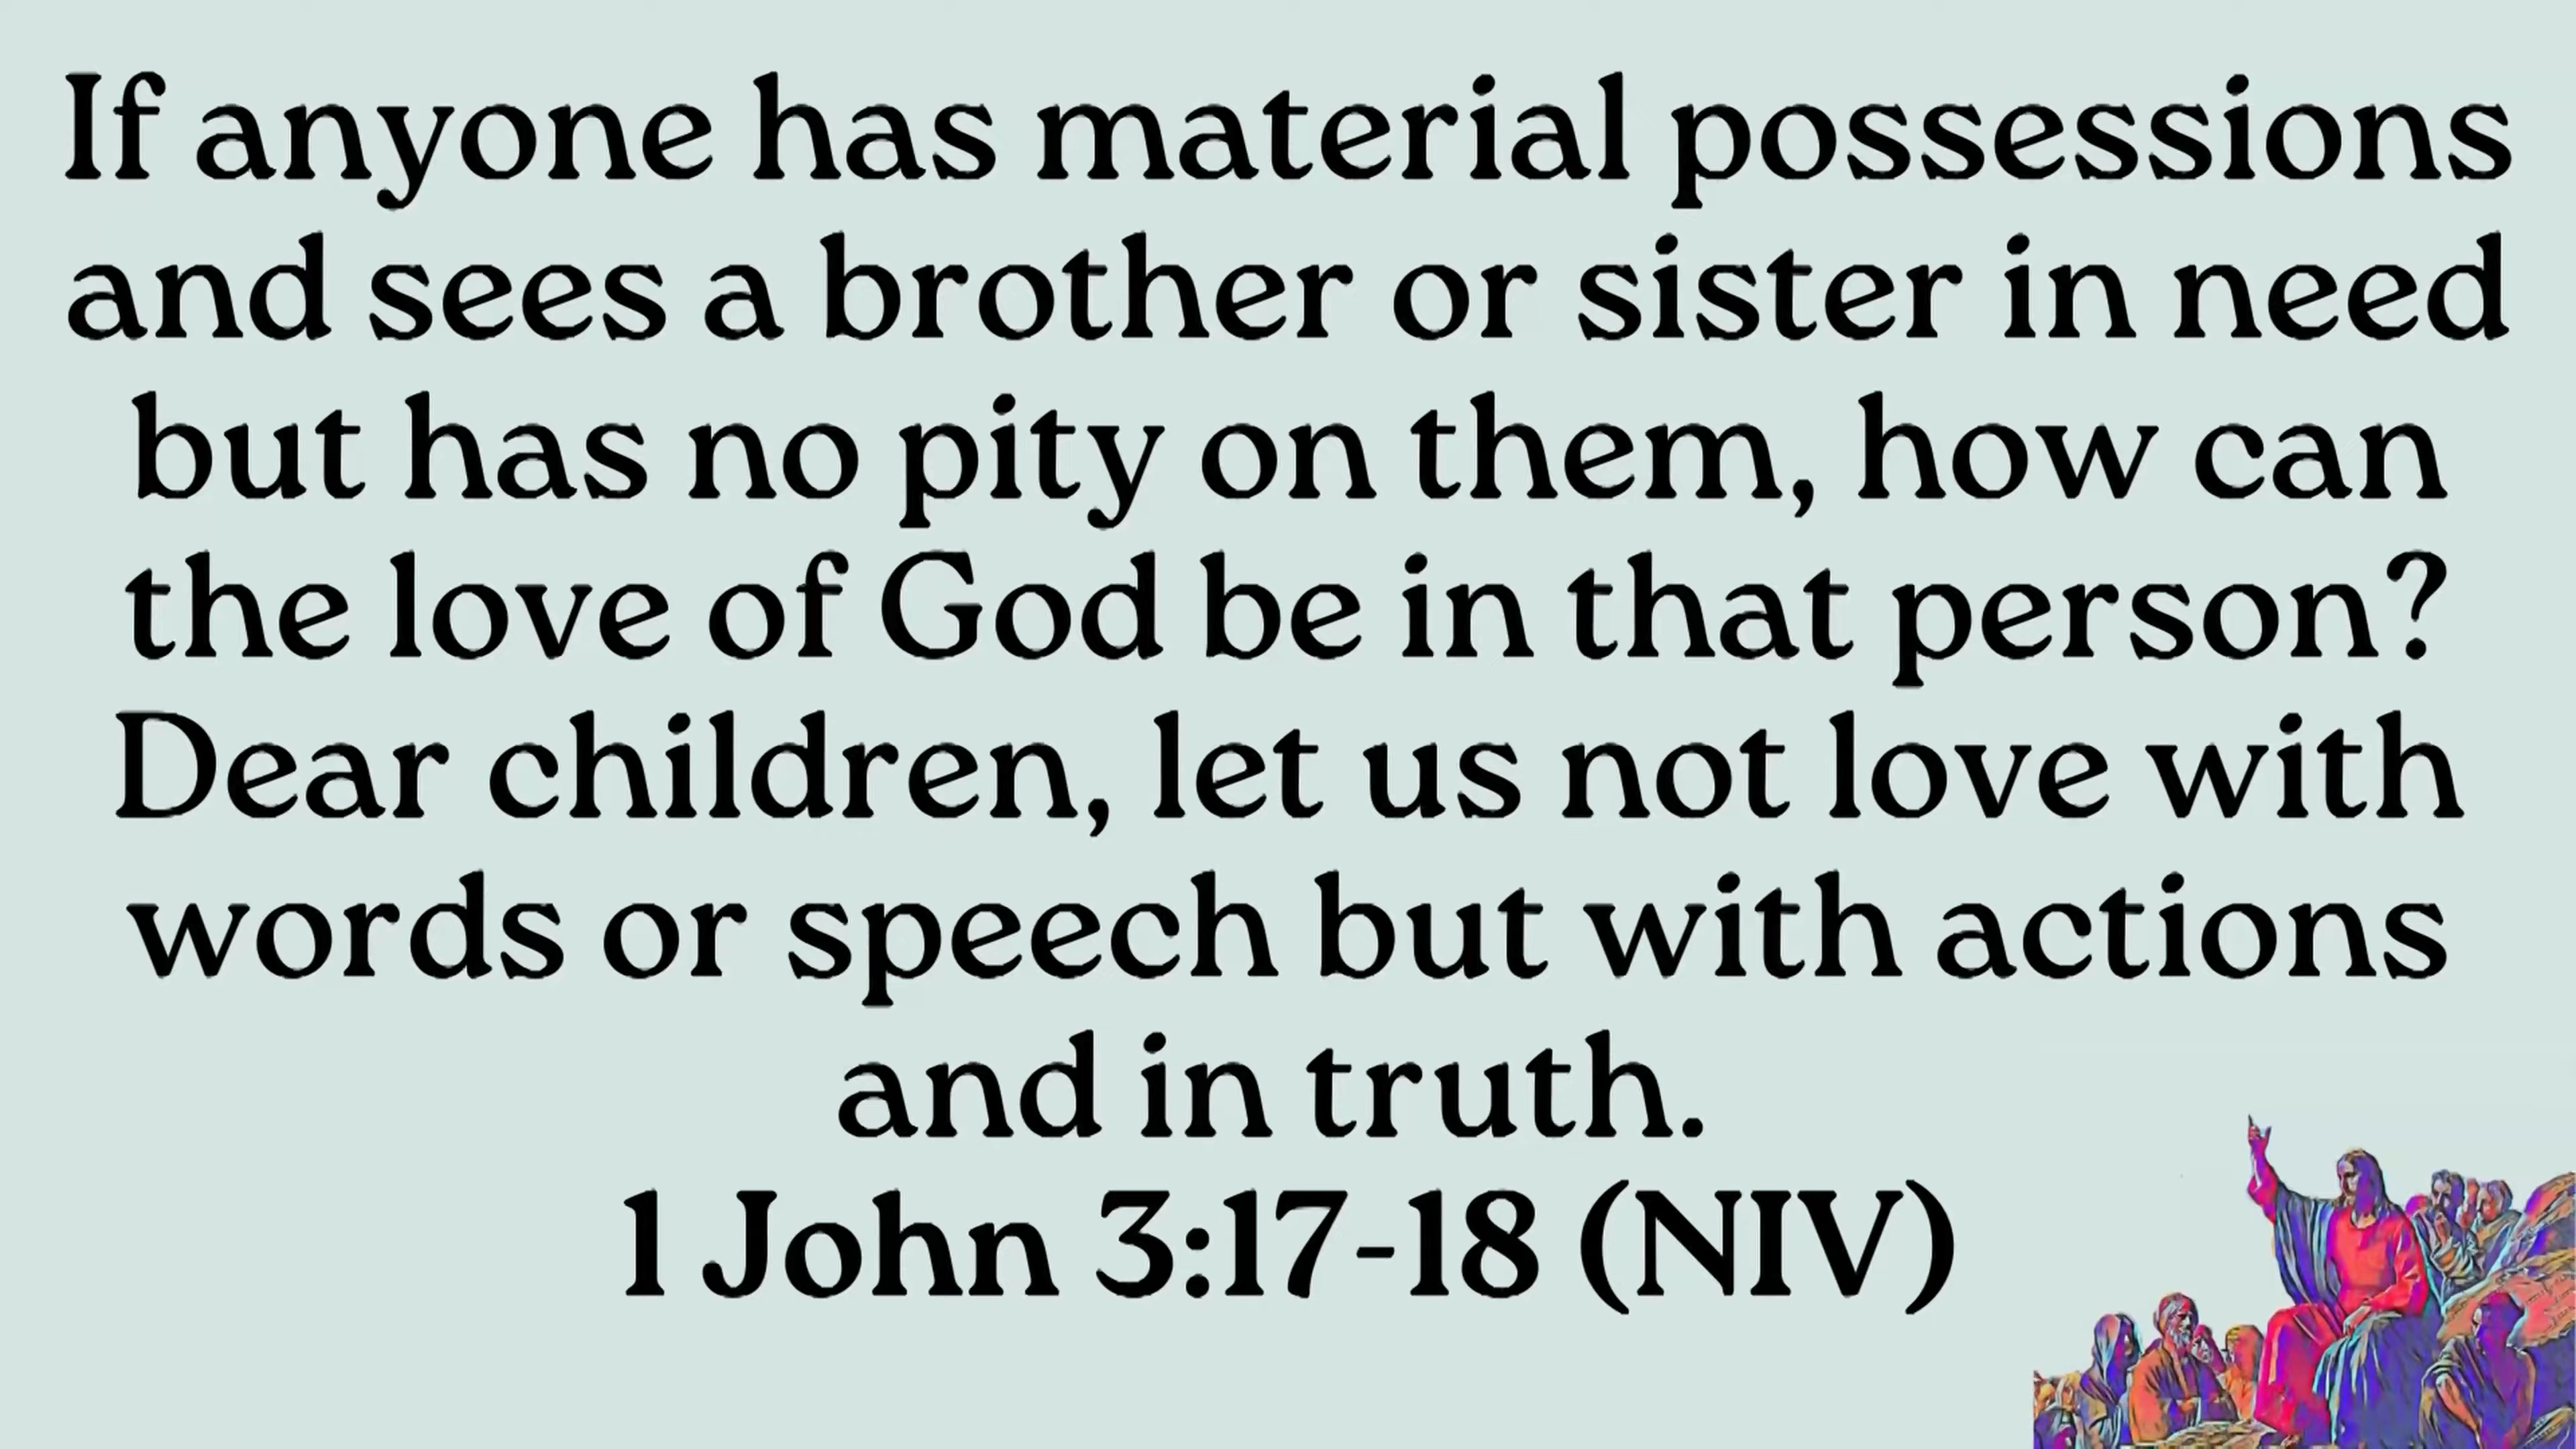 If anyone has material possessions
and sees a brother or sister in need
but has no pity on them, how can
the love of God be in that person?
Dear children, let us not love with
words or speech but with actions
and in truth.
1 John 3:17-18 (NIV)